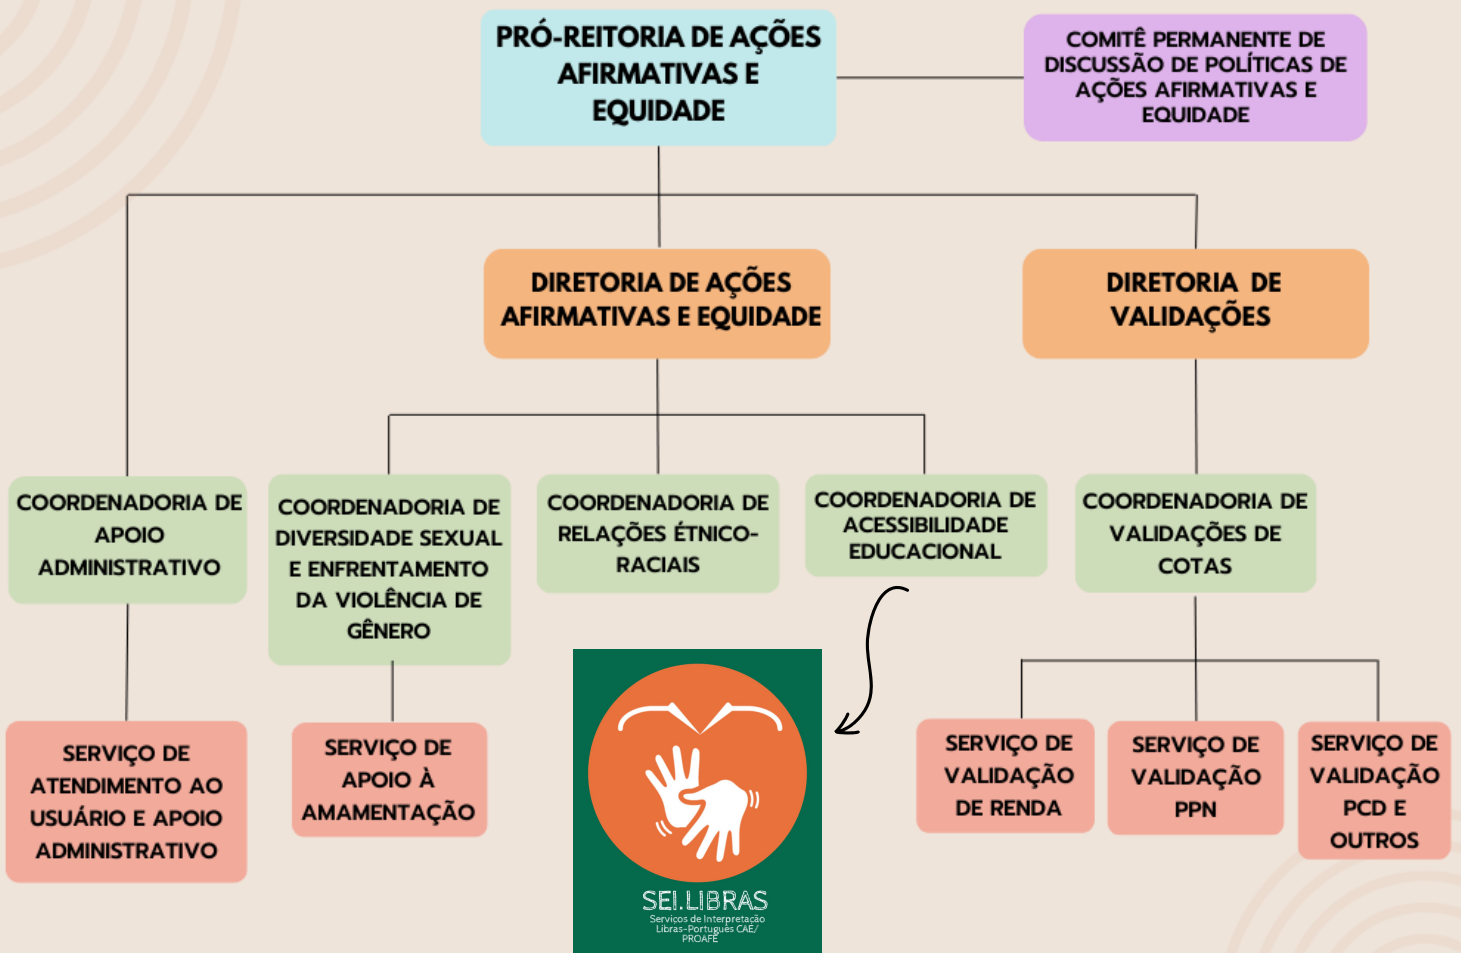 PRÓ-REITORIA DE AÇÕES
AFIRMATIVAS E
EQUIDADE
COMITÊ PERMANENTE DE
DISCUSSÃO DE POLÍTICAS DE
AÇÕES AFIRMATIVAS E
EQUIDADE
DIRETORIA DE AÇÕES
AFIRMATIVAS E EQUIDADE
DIRETORIA DE
VALIDAÇÕES
COORDENADORIA DE
APOIO
ADMINISTRATIVO
COORDENADORIA DE
DIVERSIDADE SEXUAL
E ENFRENTAMENTO
DA VIOLÊNCIA DE
GÊNERO
COORDENADORIA DE
RELAÇÕES ÉTNICO-
RACIAIS
COORDENADORIA DE
ACESSIBILIDADE
EDUCACIONAL
COORDENADORIA DE
VALIDAÇÕES DE
COTAS
SERVIÇO DE
ATENDIMENTO AO
USUÁRIO E APOIO
ADMINISTRATIVO
SERVIÇO DE
APOIO À
AMAMENTAÇÃO
SEI.LIBRAS
Serviços de Interpretação
Libras-Português CAE/
PROAFE
SERVIÇO DE
VALIDAÇÃO
DE RENDA
SERVIÇO DE
VALIDAÇÃO
PPN
SERVIÇO DE
VALIDAÇÃO
PCD E
OUTROS